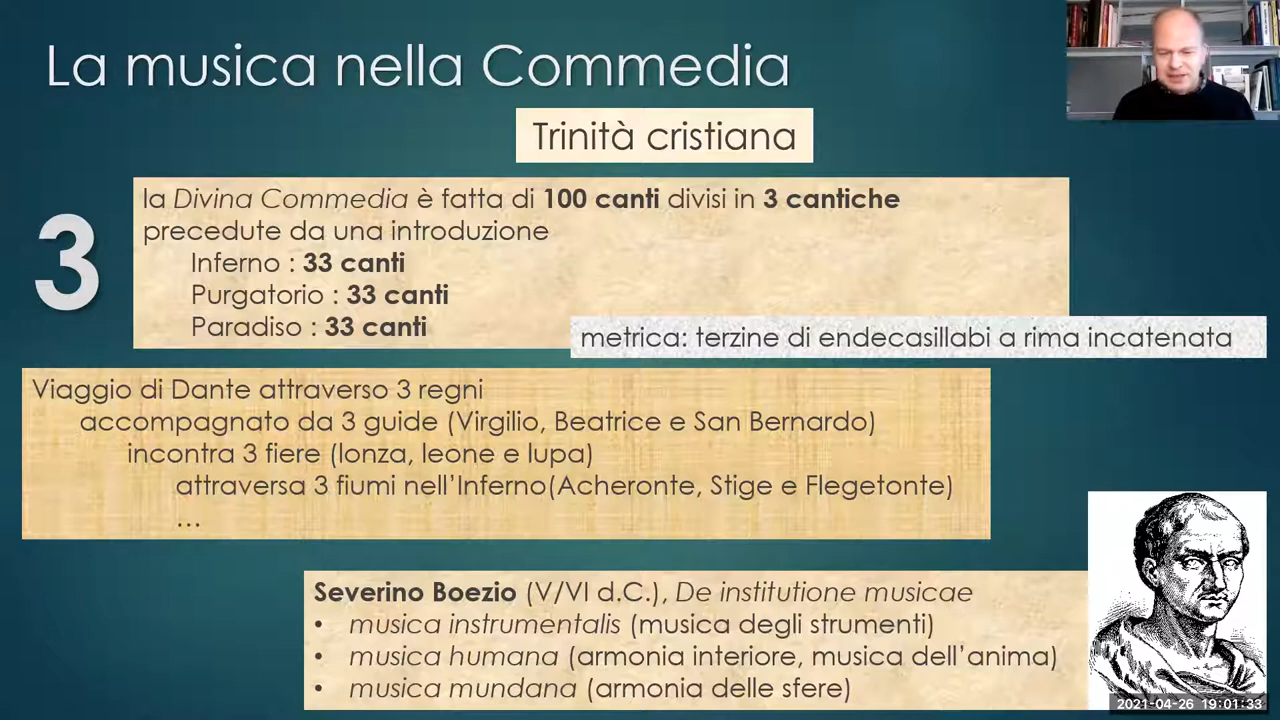 La musica nella Commedia
Trinità cristiana
3
la Divina Commedia è fatta di 100 canti divisi in 3 cantiche
precedute da una introduzione
Inferno : 33 canti
Purgatorio : 33 canti
Paradiso : 33 canti
metrica: terzine di endecasillabi a rima incatenata
Viaggio di Dante attraverso 3 regni
accompagnato da 3 guide (Virgilio, Beatrice e San Bernardo)
incontra 3 fiere (lonza, leone e lupa)
attraversa 3 fiumi nell’Inferno(Acheronte, Stige e Flegetonte)
…
Severino Boezio (V/VI d.C.), De institutione musicae
• musica instrumentalis (musica degli strumenti)
• musica humana (armonia interiore, musica dell’anima)
• musica mundana (armonia delle sfere)
2021-04-26 19:01:33